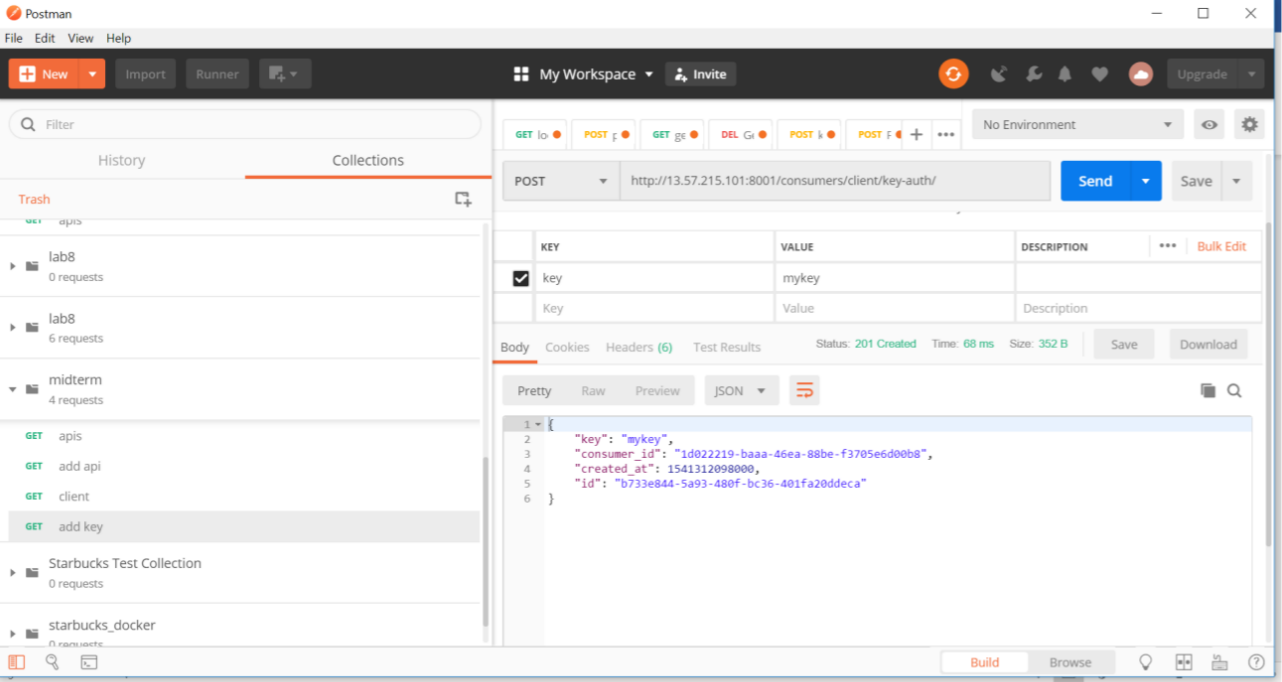 Postman
File Edit View Help
New Import Runner My Workspace Invite Upgrade
Filter
History Collections
Trash
GET apis
lab8
0 requests
lab8
6 requests
midterm
4 requests
GET apis
GET add api
GET client
GET add key
Starbucks Test Collection
0 requests
starbucks_docker
0 requests
GET lo POST p GET ge DEL Ge POST k POST F + ••• No Environment
POST http://13.57.215.101:8001/consumers/client/key-auth/ Send Save
KEY VALUE DESCRIPTION ••• Bulk Edit
key mykey
Key Value Description
Body Cookies Headers (6) Test Results Status: 201 Created Time: 68 ms Size: 352 B Save Download
Pretty Raw Preview JSON
1 {
2 "key": "mykey",
3 "consumer_id": "1d022219-baaa-46ea-88be-f3705e6d00b8",
4 "created_at": 1541312098000,
5 "id": "b733e844-5a93-480f-bc36-401fa20ddeca"
6 }
Build Browse